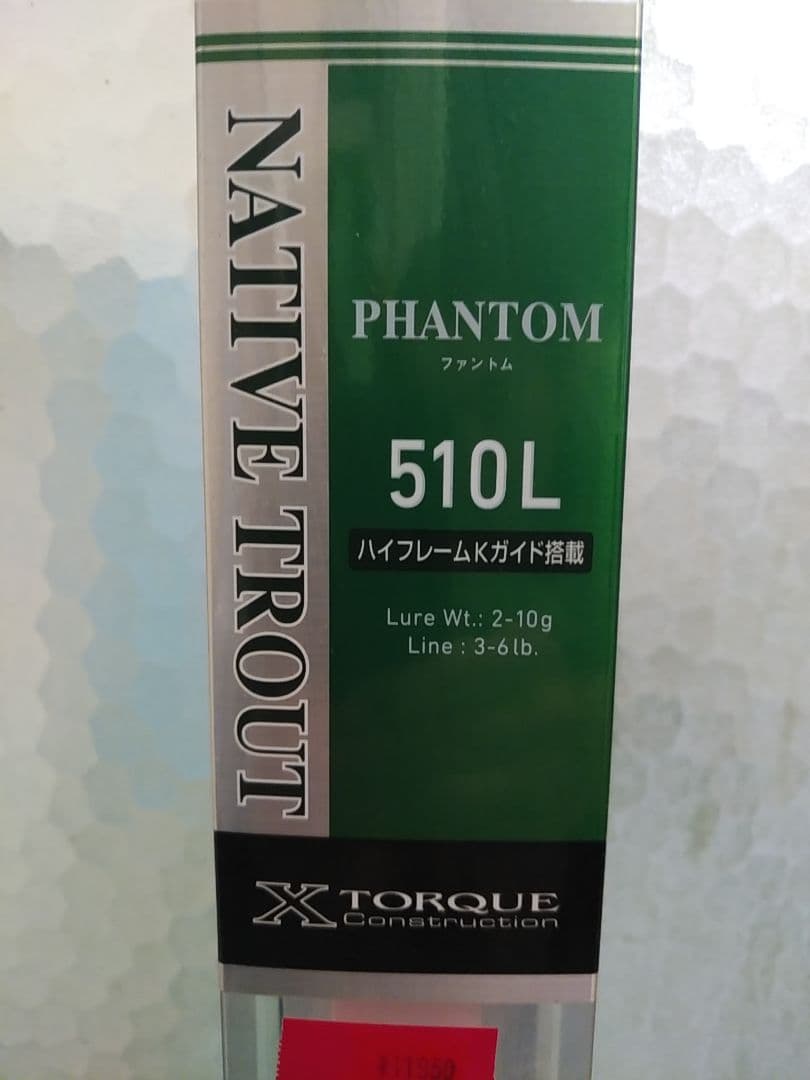 NATIVE TROUT
PHANTOM
ファントム
510L
ハイフレームKガイド搭載
Lure Wt.: 2-10g
Line : 3-6lb.
X TORQUE
Construction